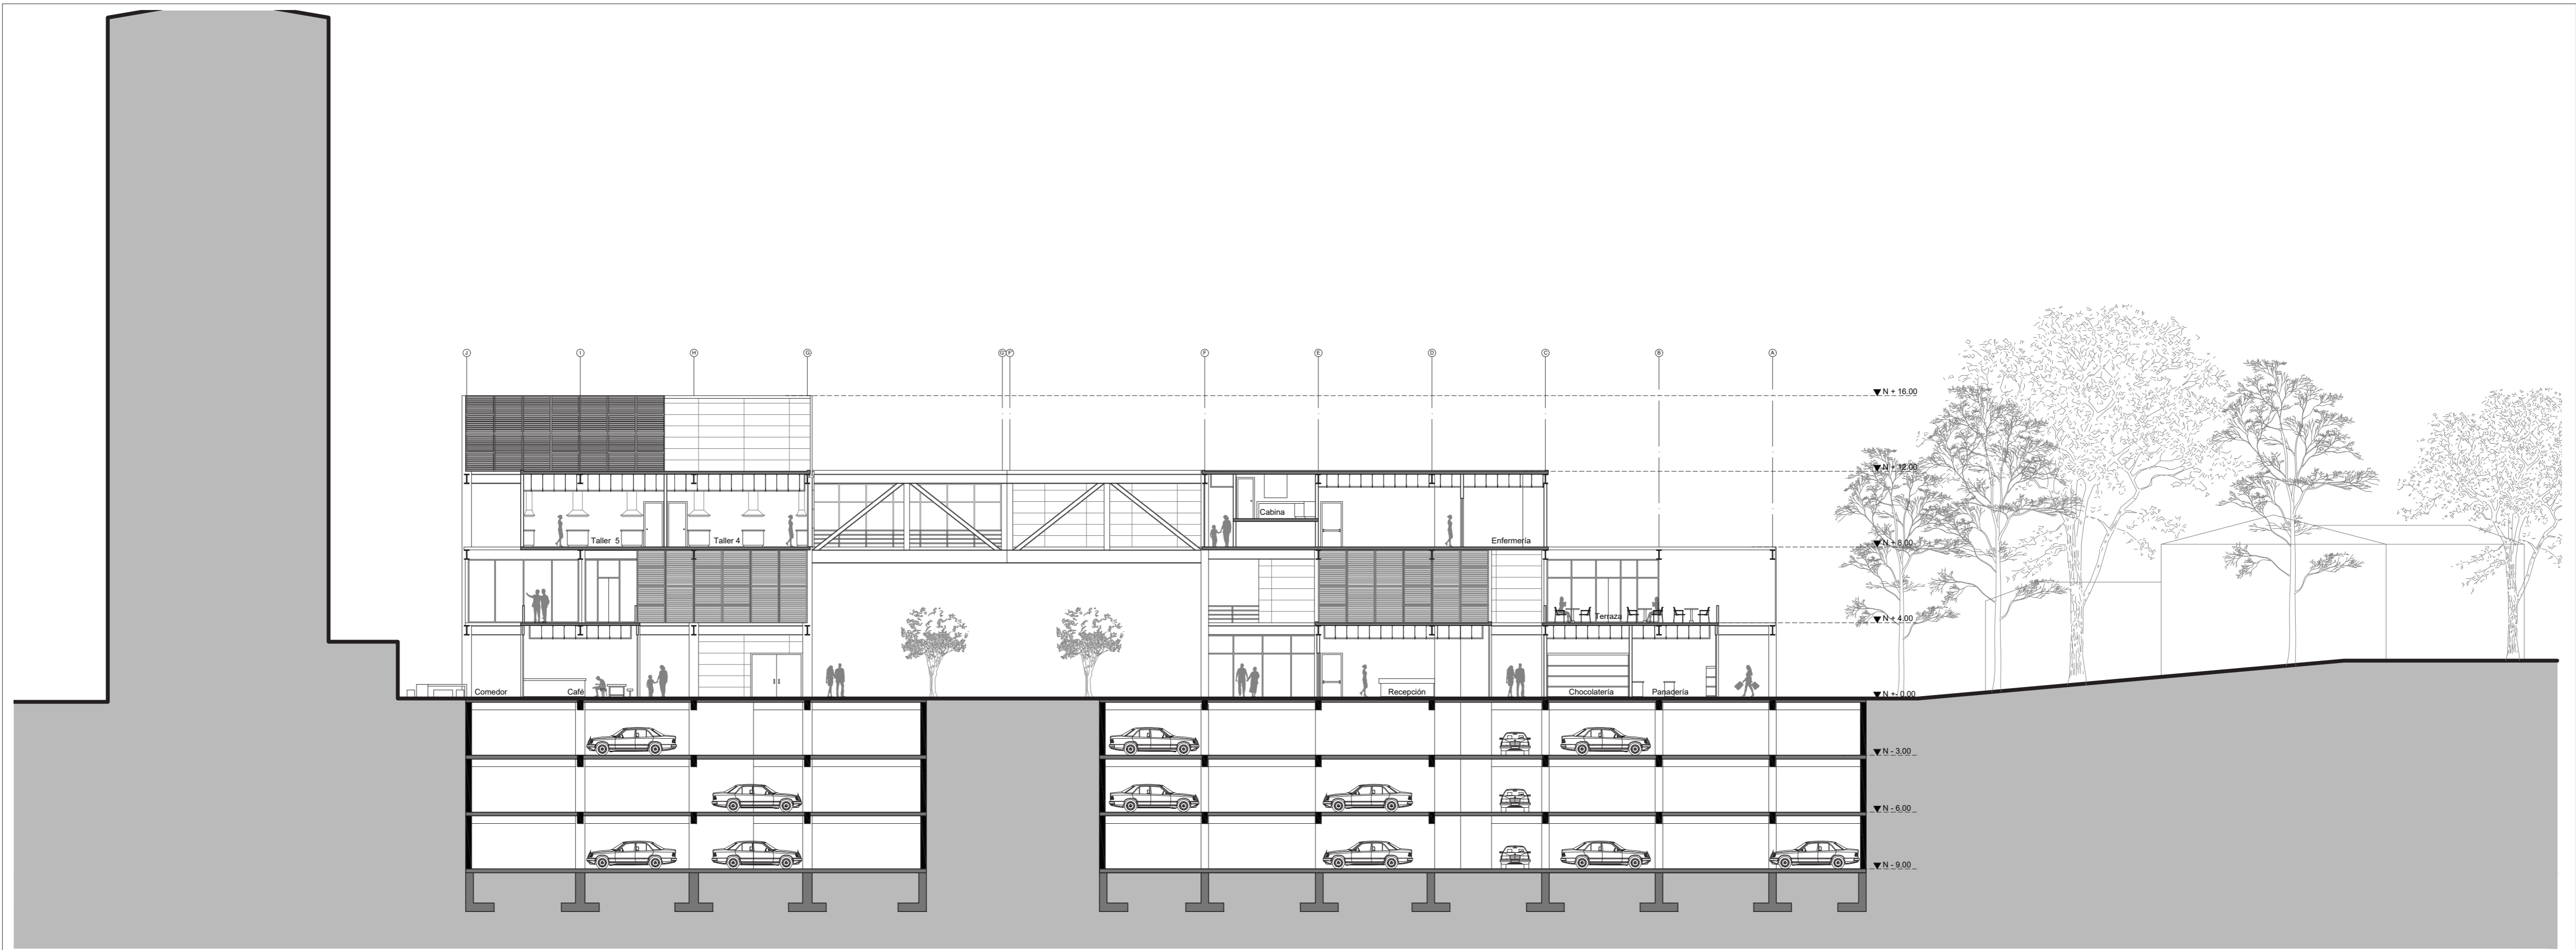 J I H G G' F' F E D C B A
N + 16.00
N + 12.00
Cabina
Taller 5 Taller 4 Enfermería
N + 8.00
Terraza
N + 4.00
Comedor Café Recepción Chocolatería Panadería
N +- 0.00
N - 3.00
N - 6.00
N - 9.00